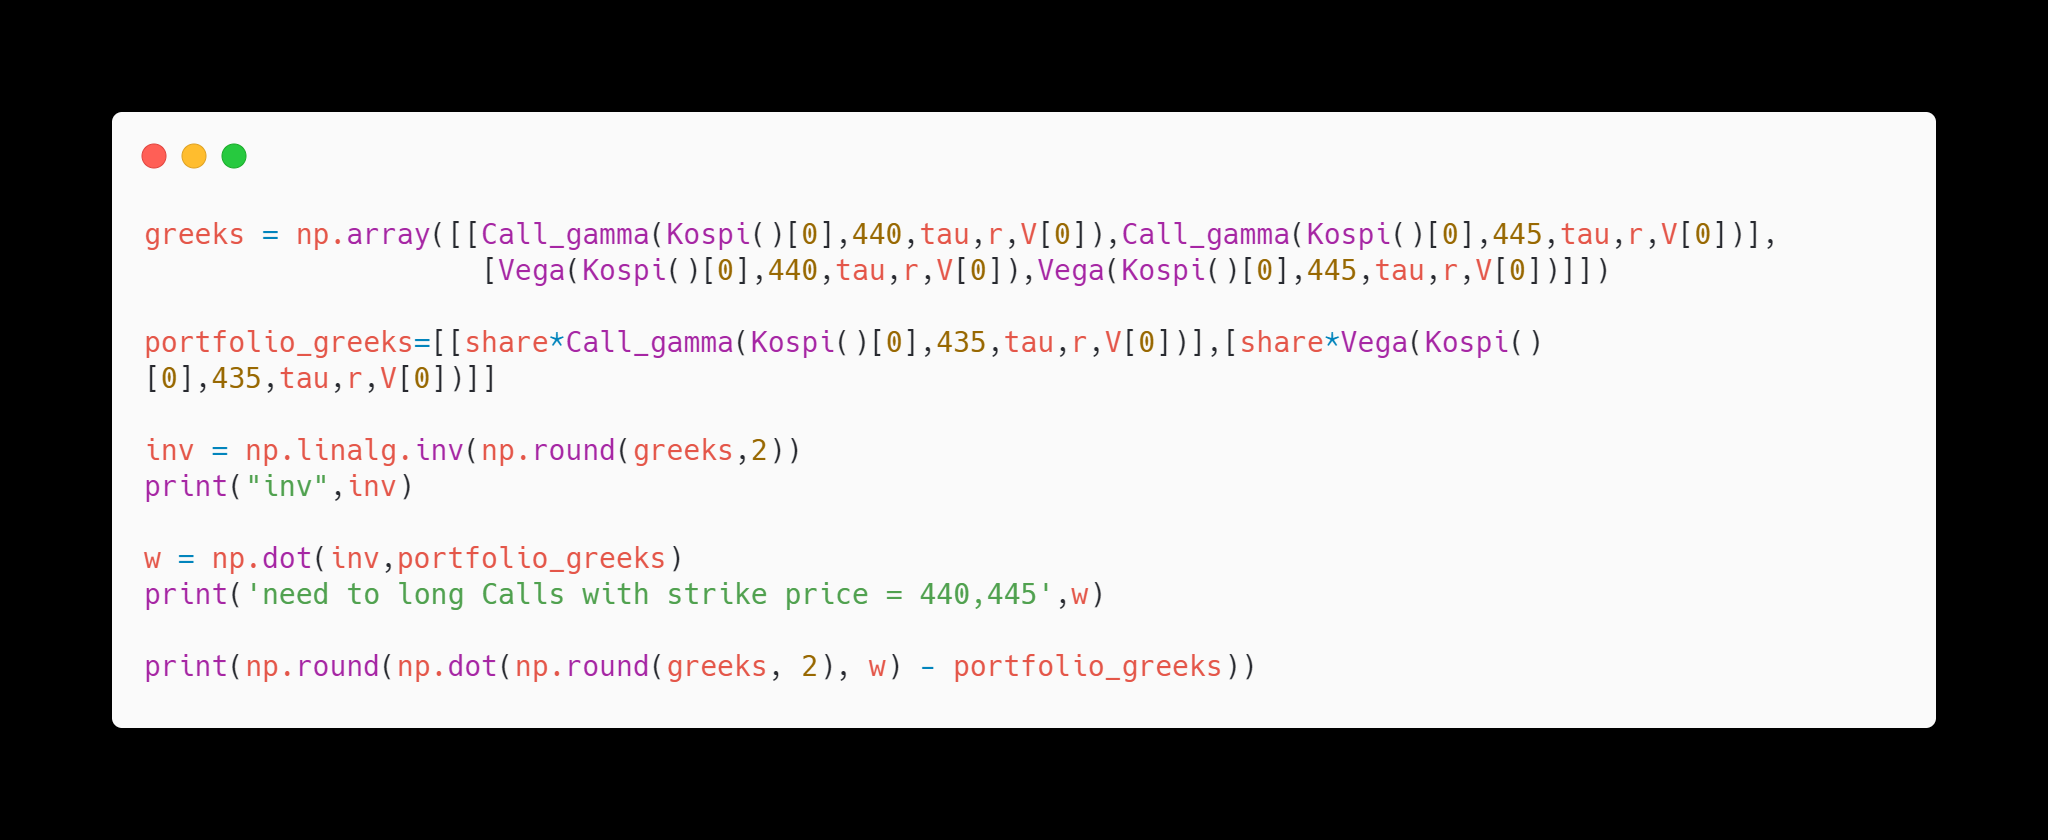 greeks = np.array([[Call_gamma(Kospi()[0],440,tau,r,V[0]),Call_gamma(Kospi()[0],445,tau,r,V[0])],
                    [Vega(Kospi()[0],440,tau,r,V[0]),Vega(Kospi()[0],445,tau,r,V[0])]])
portfolio_greeks=[[share*Call_gamma(Kospi()[0],435,tau,r,V[0])],[share*Vega(Kospi()
[0],435,tau,r,V[0])]]
inv = np.linalg.inv(np.round(greeks,2))
print("inv",inv)
w = np.dot(inv,portfolio_greeks)
print('need to long Calls with strike price = 440,445',w)
print(np.round(np.dot(np.round(greeks, 2), w) - portfolio_greeks))